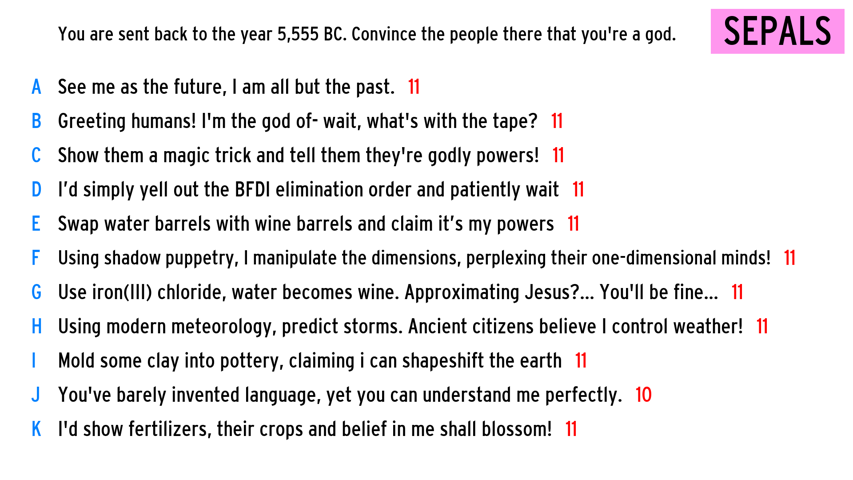 You are sent back to the year 5,555 BC. Convince the people there that you're a god.
SEPALS
A See me as the future, I am all but the past. 11
B Greeting humans! I'm the god of- wait, what's with the tape? 11
C Show them a magic trick and tell them they're godly powers! 11
D I’d simply yell out the BFDI elimination order and patiently wait 11
E Swap water barrels with wine barrels and claim it’s my powers 11
F Using shadow puppetry, I manipulate the dimensions, perplexing their one-dimensional minds! 11
G Use iron(III) chloride, water becomes wine. Approximating Jesus?... You'll be fine... 11
H Using modern meteorology, predict storms. Ancient citizens believe I control weather! 11
I Mold some clay into pottery, claiming i can shapeshift the earth 11
J You've barely invented language, yet you can understand me perfectly. 10
K I'd show fertilizers, their crops and belief in me shall blossom! 11